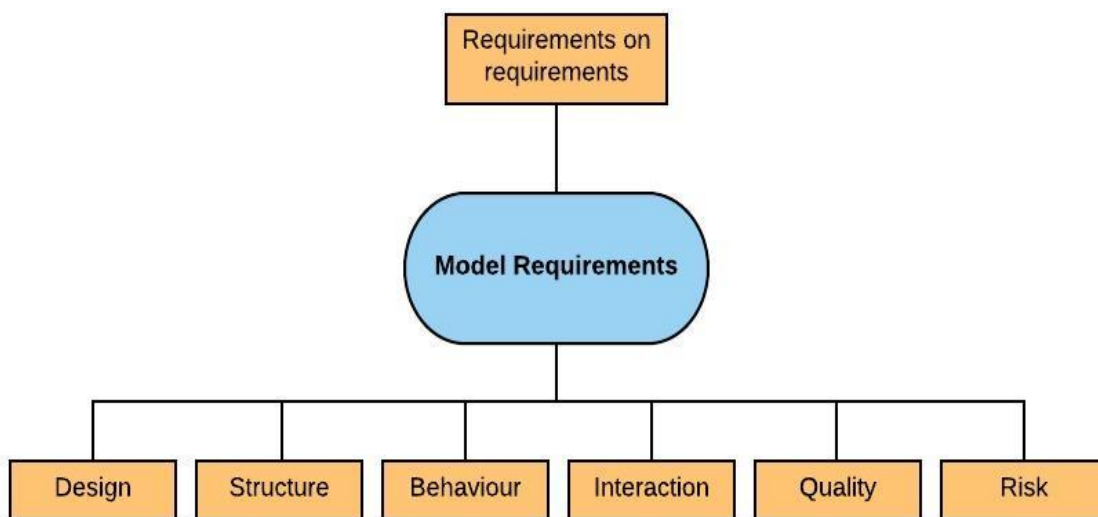 Requirements on
requirements
Model Requirements
Design
Structure
Behaviour
Interaction
Quality
Risk